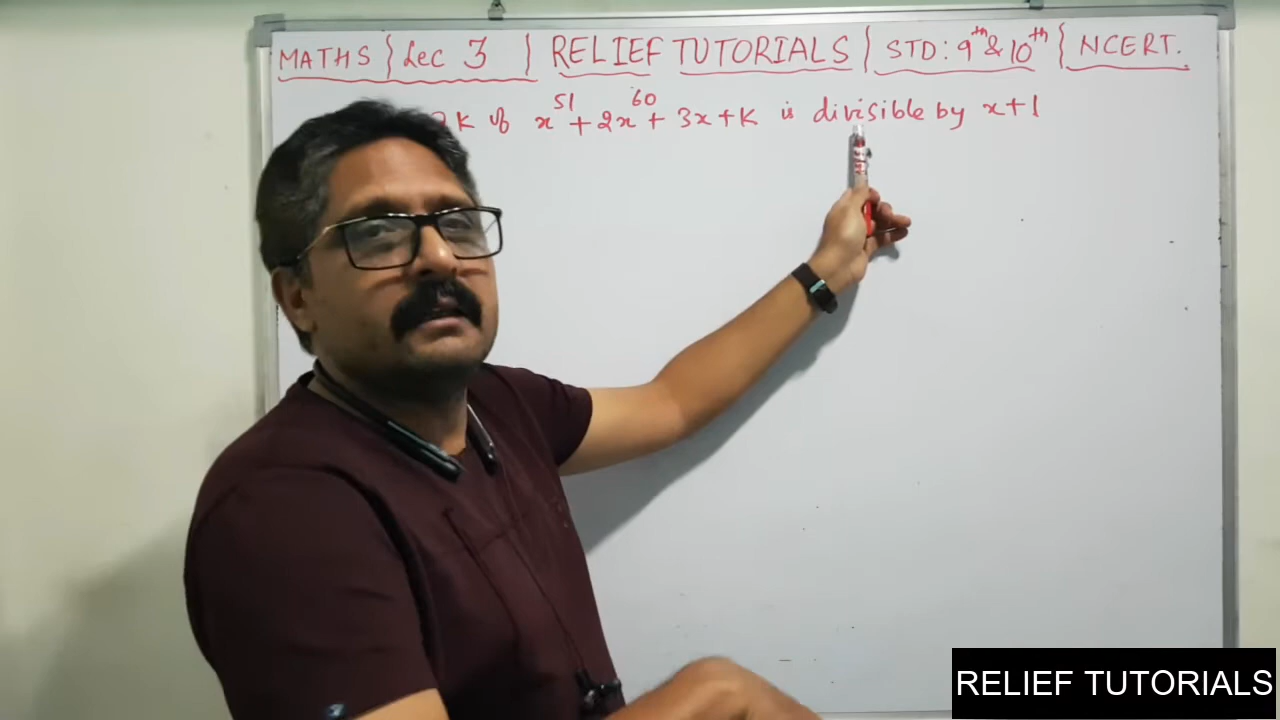 MATHS | Lec 3 | RELIEF TUTORIALS | STD: 9th & 10th | NCERT.
K if x^51 + 2x^60 + 3x + K is divisible by x+1
RELIEF TUTORIALS